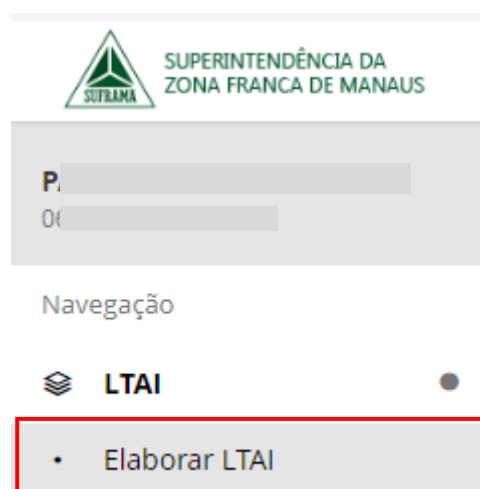 SUFRAMA
SUPERINTENDÊNCIA DA
ZONA FRANCA DE MANAUS
Navegação
LTAI
Elaborar LTAI